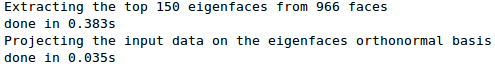 Extracting the top 150 eigenfaces from 966 faces
done in 0.383s
Projecting the input data on the eigenfaces orthonormal basis
done in 0.035s